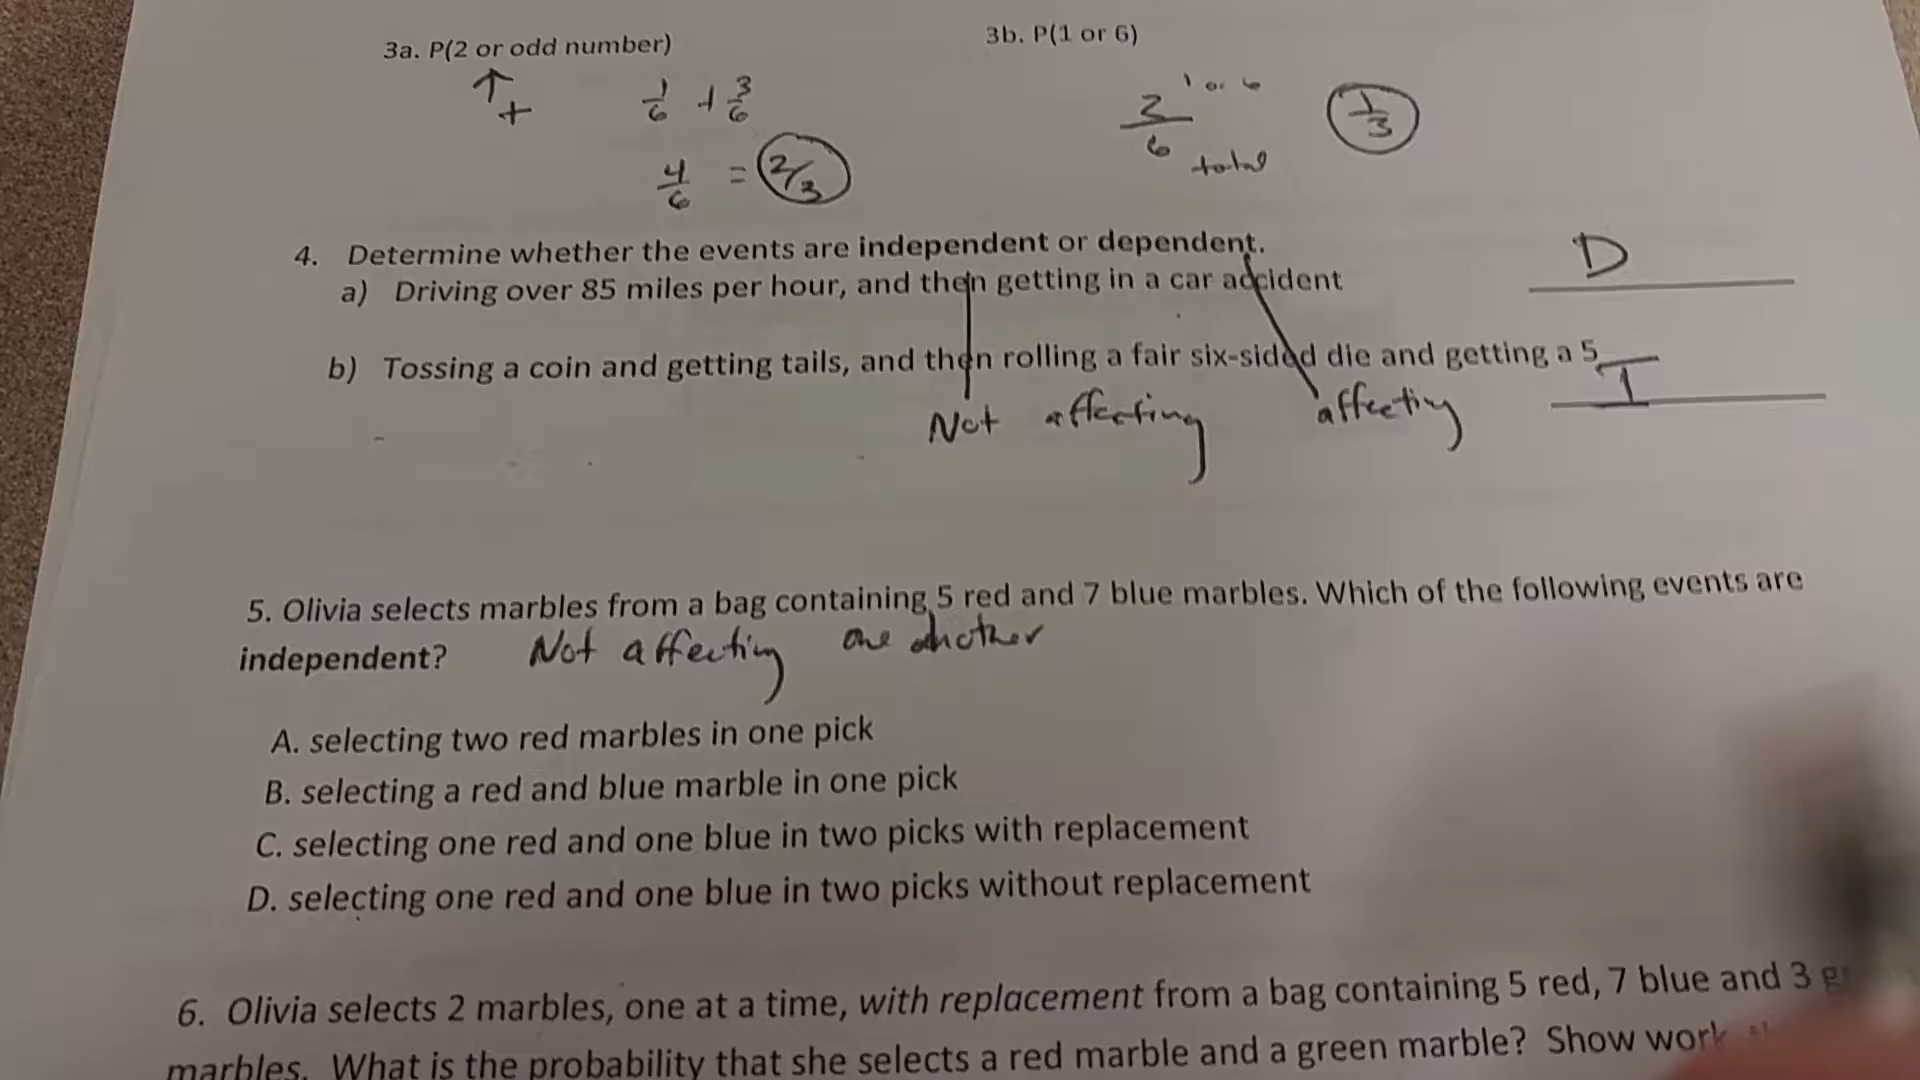 3a. P(2 or odd number)
3b. P(1 or 6)
+
1/6 + 3/6
4/6 = 2/3
2/6 1 or 6 total
1/3
4. Determine whether the events are independent or dependent.
a) Driving over 85 miles per hour, and then getting in a car accident D
b) Tossing a coin and getting tails, and then rolling a fair six-sided die and getting a 5 I
Not affecting affecting
5. Olivia selects marbles from a bag containing 5 red and 7 blue marbles. Which of the following events are
independent? Not affecting one another
A. selecting two red marbles in one pick
B. selecting a red and blue marble in one pick
C. selecting one red and one blue in two picks with replacement
D. selecting one red and one blue in two picks without replacement
6. Olivia selects 2 marbles, one at a time, with replacement from a bag containing 5 red, 7 blue and 3
marbles. What is the probability that she selects a red marble and a green marble? Show work